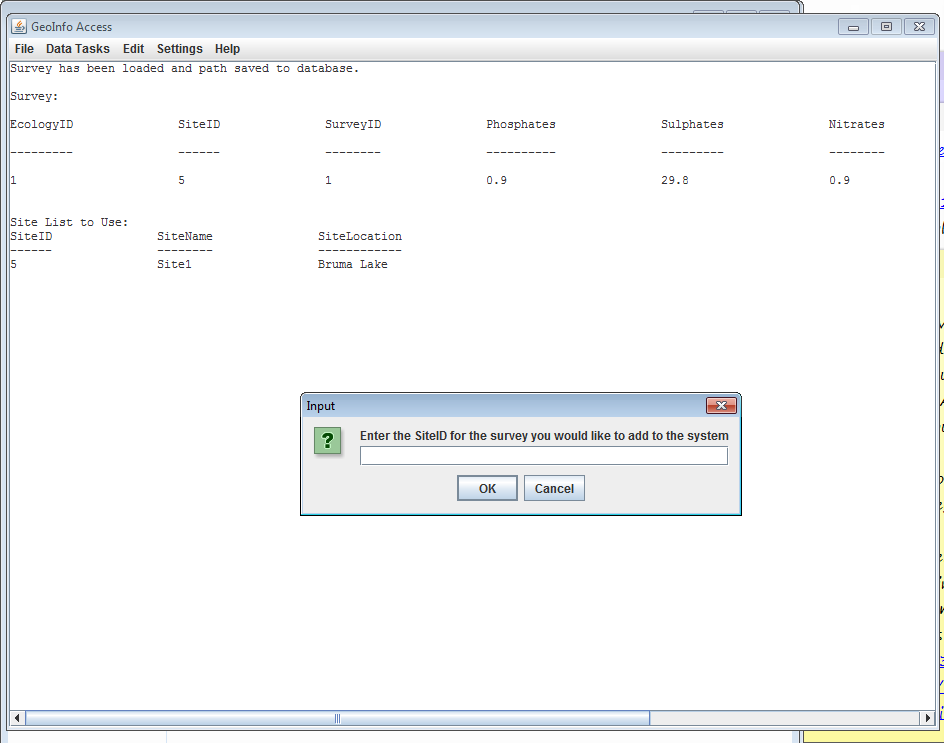 GeoInfo Access
File Data Tasks Edit Settings Help
Survey has been loaded and path saved to database.
Survey:
EcologyID SiteID SurveyID Phosphates Sulphates Nitrates
--------- ------ -------- ---------- --------- --------
1 5 1 0.9 29.8 0.9
Site List to Use:
SiteID SiteName SiteLocation
------ -------- ------------
5 Site1 Bruma Lake
Input
? Enter the SiteID for the survey you would like to add to the system
OK Cancel